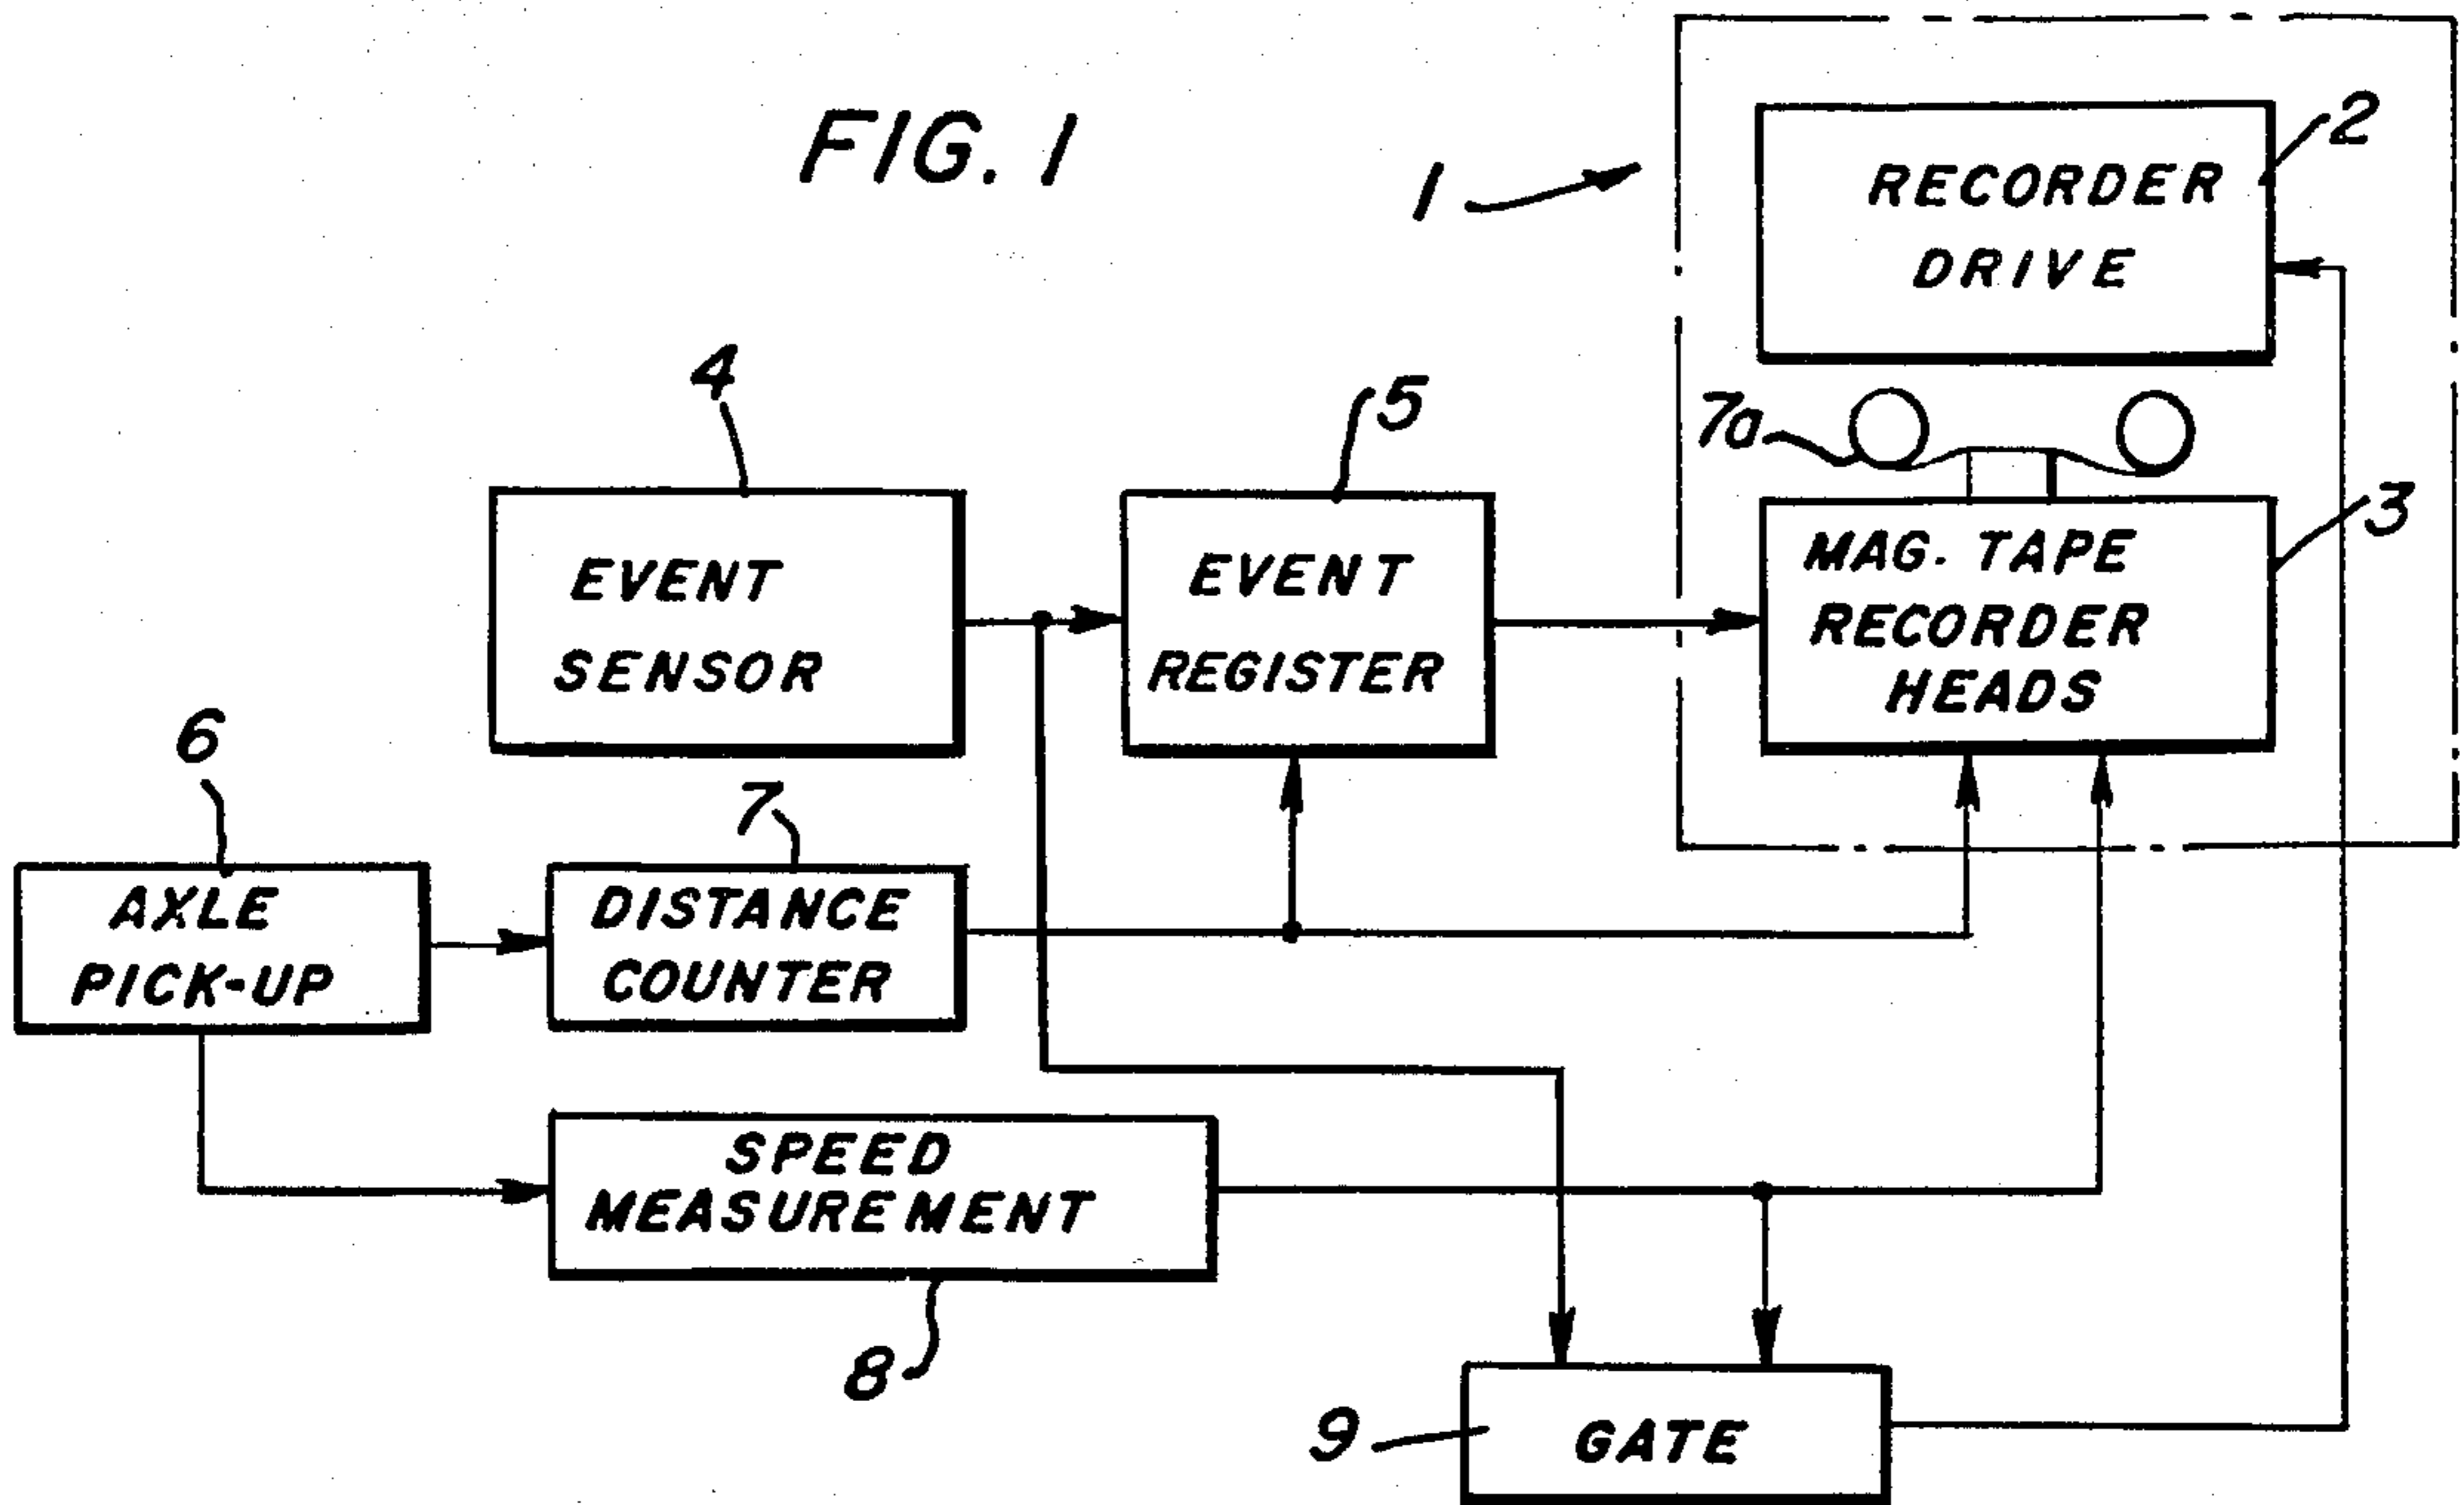 FIG. 1
1
2
RECORDER
DRIVE
7a
3
MAG. TAPE
RECORDER
HEADS
4
EVENT
SENSOR
5
EVENT
REGISTER
6
AXLE
PICK-UP
7
DISTANCE
COUNTER
SPEED
MEASUREMENT
8
9
GATE